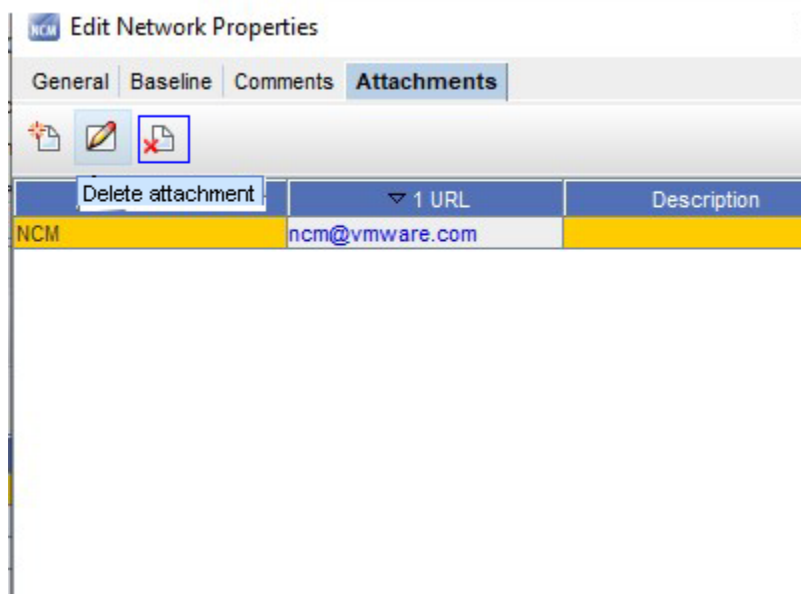 NCM Edit Network Properties
General Baseline Comments Attachments
Delete attachment
1 URL Description
NCM ncm@vmware.com